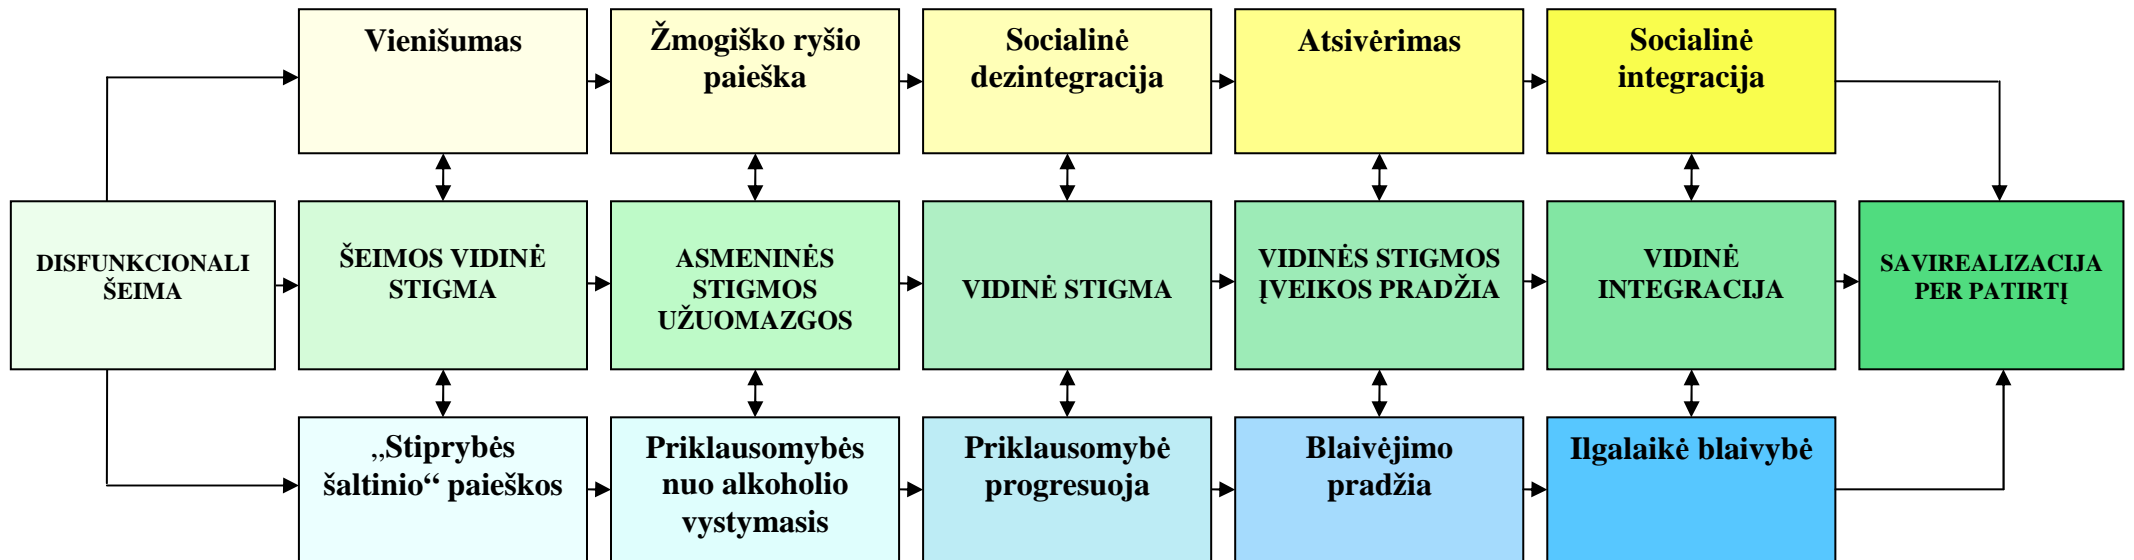 Vienišumas
Žmogiško ryšio
paieška
Socialinė
dezintegracija
Atsivėrimas
Socialinė
integracija
DISFUNKCIONALI
ŠEIMA
ŠEIMOS VIDINĖ
STIGMA
ASMENINĖS
STIGMOS
UŽUOMAZGOS
VIDINĖ STIGMA
VIDINĖS STIGMOS
ĮVEIKOS PRADŽIA
VIDINĖ
INTEGRACIJA
SAVIREALIZACIJA
PER PATIRTĮ
„Stiprybės
šaltinio“ paieškos
Priklausomybės
nuo alkoholio
vystymasis
Priklausomybė
progresuoja
Blaivėjimo
pradžia
Ilgalaikė blaivybė